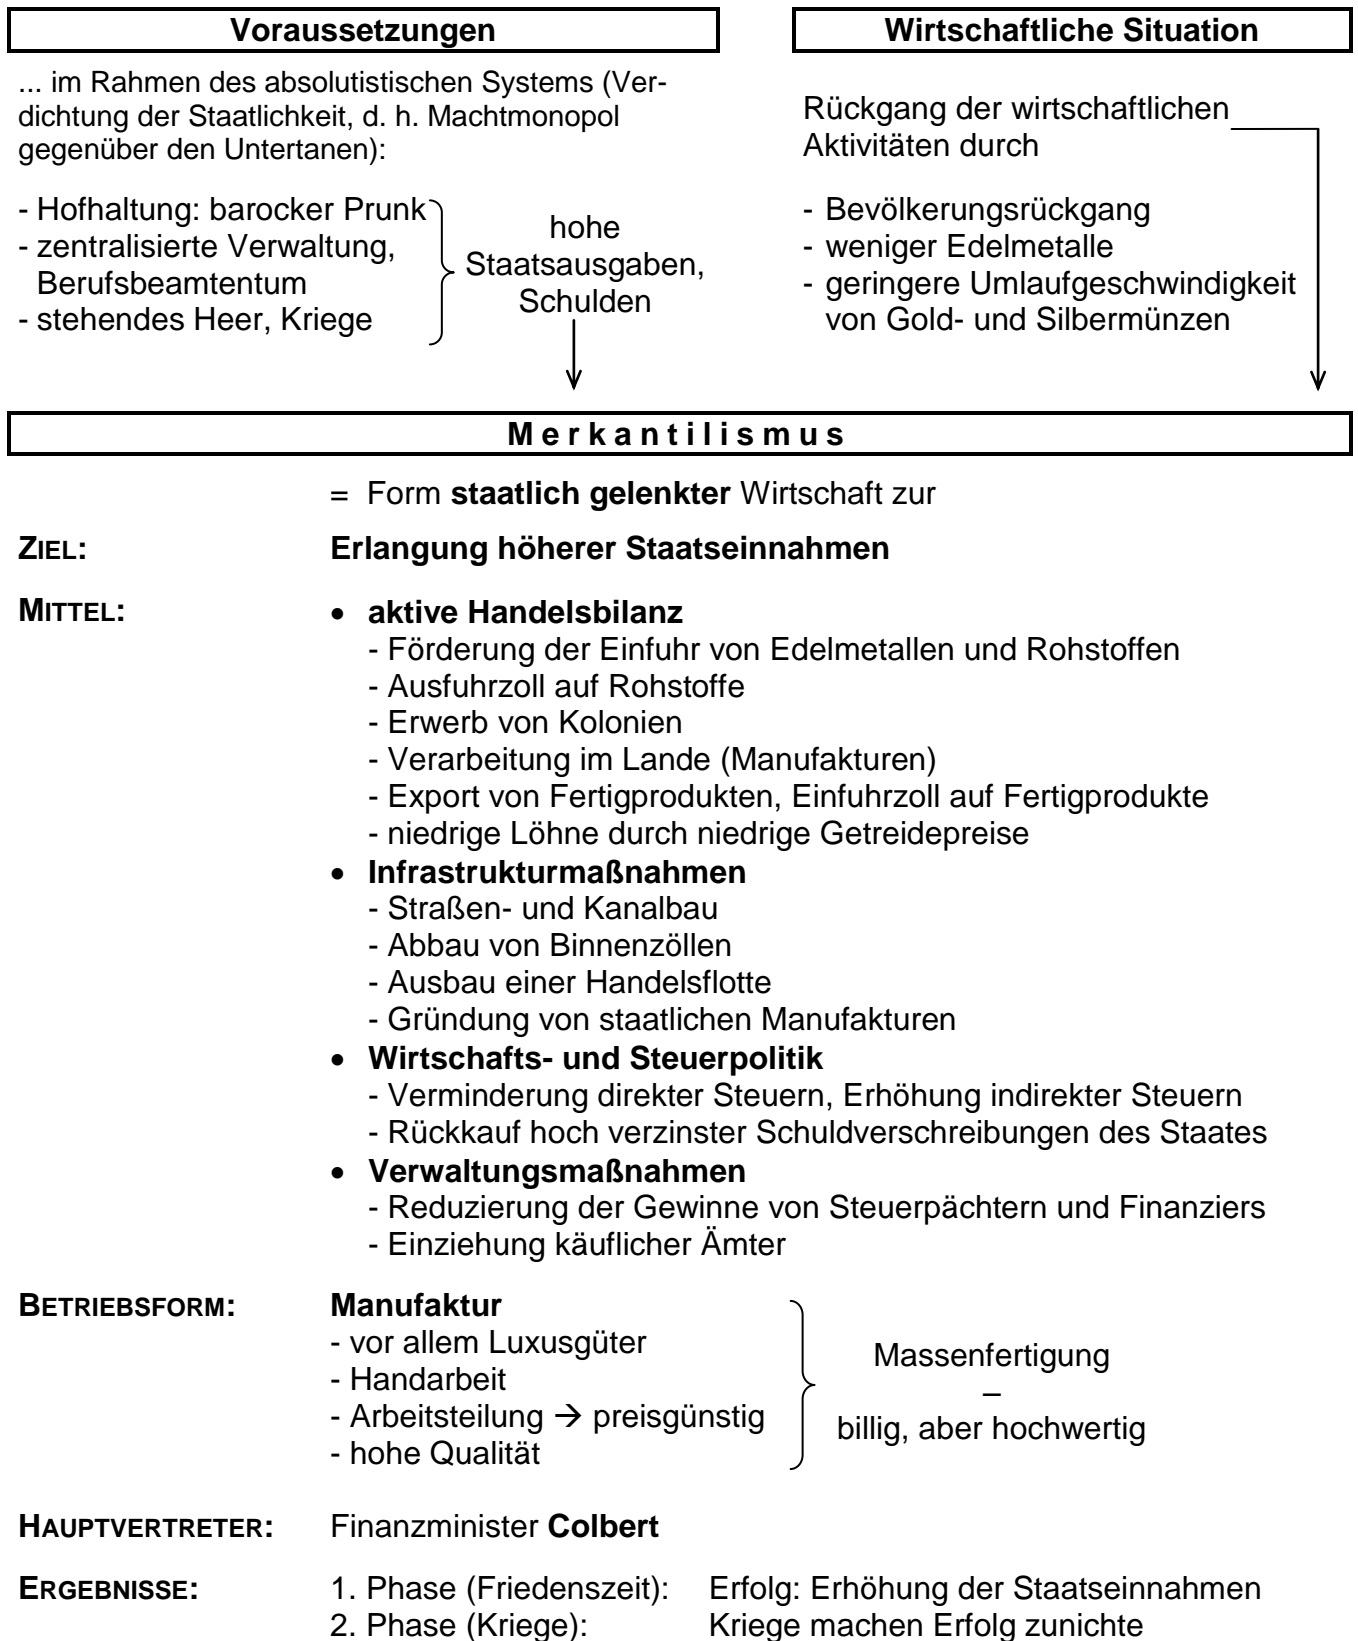 Voraussetzungen
... im Rahmen des absolutistischen Systems (Ver-
dichtung der Staatlichkeit, d. h. Machtmonopol
gegenüber den Untertanen):
- Hofhaltung: barocker Prunk
- zentralisierte Verwaltung,
Berufsbeamtentum
- stehendes Heer, Kriege
hohe
Staatsausgaben,
Schulden
Wirtschaftliche Situation
Rückgang der wirtschaftlichen
Aktivitäten durch
- Bevölkerungsrückgang
- weniger Edelmetalle
- geringere Umlaufgeschwindigkeit
von Gold- und Silbermünzen
Merkantilismus
= Form staatlich gelenkter Wirtschaft zur
ZIEL: Erlangung höherer Staatseinnahmen
MITTEL: • aktive Handelsbilanz
- Förderung der Einfuhr von Edelmetallen und Rohstoffen
- Ausfuhrzoll auf Rohstoffe
- Erwerb von Kolonien
- Verarbeitung im Lande (Manufakturen)
- Export von Fertigprodukten, Einfuhrzoll auf Fertigprodukte
- niedrige Löhne durch niedrige Getreidepreise
• Infrastrukturmaßnahmen
- Straßen- und Kanalbau
- Abbau von Binnenzöllen
- Ausbau einer Handelsflotte
- Gründung von staatlichen Manufakturen
• Wirtschafts- und Steuerpolitik
- Verminderung direkter Steuern, Erhöhung indirekter Steuern
- Rückkauf hoch verzinster Schuldverschreibungen des Staates
• Verwaltungsmaßnahmen
- Reduzierung der Gewinne von Steuerpächtern und Finanziers
- Einziehung käuflicher Ämter
BETRIEBSFORM: Manufaktur
- vor allem Luxusgüter
- Handarbeit
- Arbeitsteilung → preisgünstig
- hohe Qualität
Massenfertigung
–
billig, aber hochwertig
HAUPTVERTRETER: Finanzminister Colbert
ERGEBNISSE: 1. Phase (Friedenszeit): Erfolg: Erhöhung der Staatseinnahmen
2. Phase (Kriege): Kriege machen Erfolg zunichte